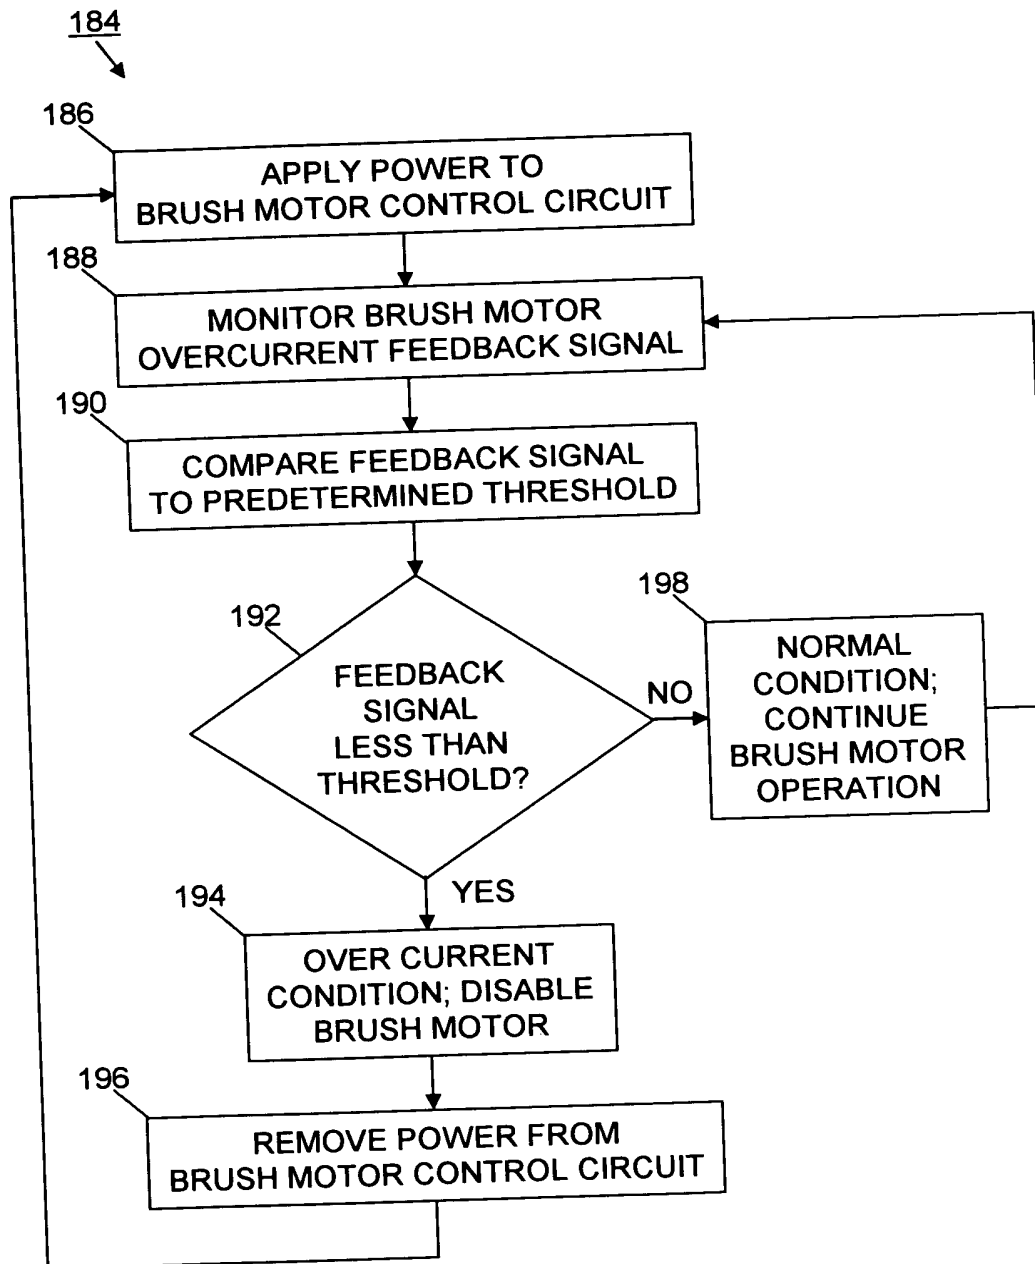 184
186
APPLY POWER TO
BRUSH MOTOR CONTROL CIRCUIT
188
MONITOR BRUSH MOTOR
OVERCURRENT FEEDBACK SIGNAL
190
COMPARE FEEDBACK SIGNAL
TO PREDETERMINED THRESHOLD
192
FEEDBACK
SIGNAL
LESS THAN
THRESHOLD?
NO
198
NORMAL
CONDITION;
CONTINUE
BRUSH MOTOR
OPERATION
YES
194
OVER CURRENT
CONDITION; DISABLE
BRUSH MOTOR
196
REMOVE POWER FROM
BRUSH MOTOR CONTROL CIRCUIT